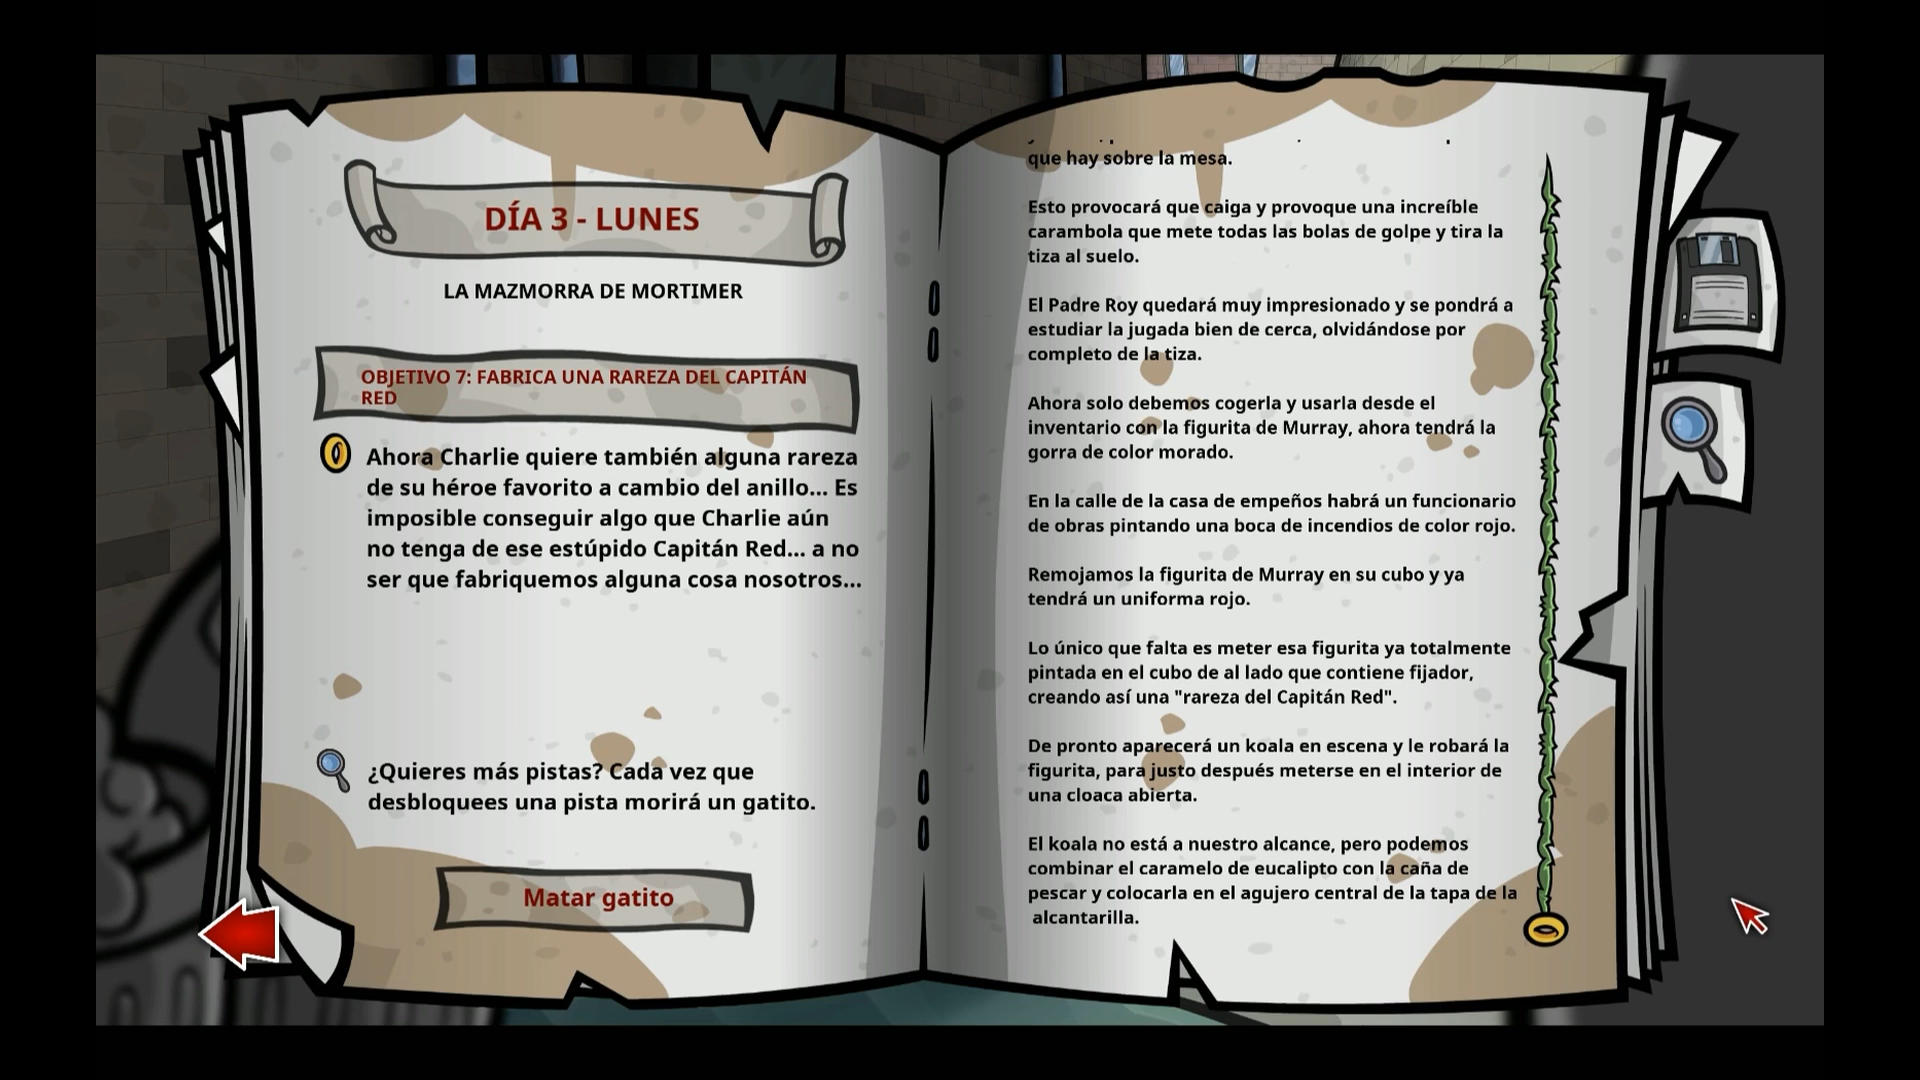 DÍA 3 - LUNES
LA MAZMORRA DE MORTIMER
OBJETIVO 7: FABRICA UNA RAREZA DEL CAPITÁN
RED
Ahora Charlie quiere también alguna rareza
de su héroe favorito a cambio del anillo... Es
imposible conseguir algo que Charlie aún
no tenga de ese estúpido Capitán Red... a no
ser que fabriquemos alguna cosa nosotros...
¿Quieres más pistas? Cada vez que
desbloquees una pista morirá un gatito.
Matar gatito
que hay sobre la mesa.
Esto provocará que caiga y provoque una increíble
carambola que mete todas las bolas de golpe y tira la
tiza al suelo.
El Padre Roy quedará muy impresionado y se pondrá a
estudiar la jugada bien de cerca, olvidándose por
completo de la tiza.
Ahora solo debemos cogerla y usarla desde el
inventario con la figurita de Murray, ahora tendrá la
gorra de color morado.
En la calle de la casa de empeños habrá un funcionario
de obras pintando una boca de incendios de color rojo.
Remojamos la figurita de Murray en su cubo y ya
tendrá un uniforma rojo.
Lo único que falta es meter esa figurita ya totalmente
pintada en el cubo de al lado que contiene fijador,
creando así una "rareza del Capitán Red".
De pronto aparecerá un koala en escena y le robará la
figurita, para justo después meterse en el interior de
una cloaca abierta.
El koala no está a nuestro alcance, pero podemos
combinar el caramelo de eucalipto con la caña de
pescar y colocarla en el agujero central de la tapa de la
alcantarilla.